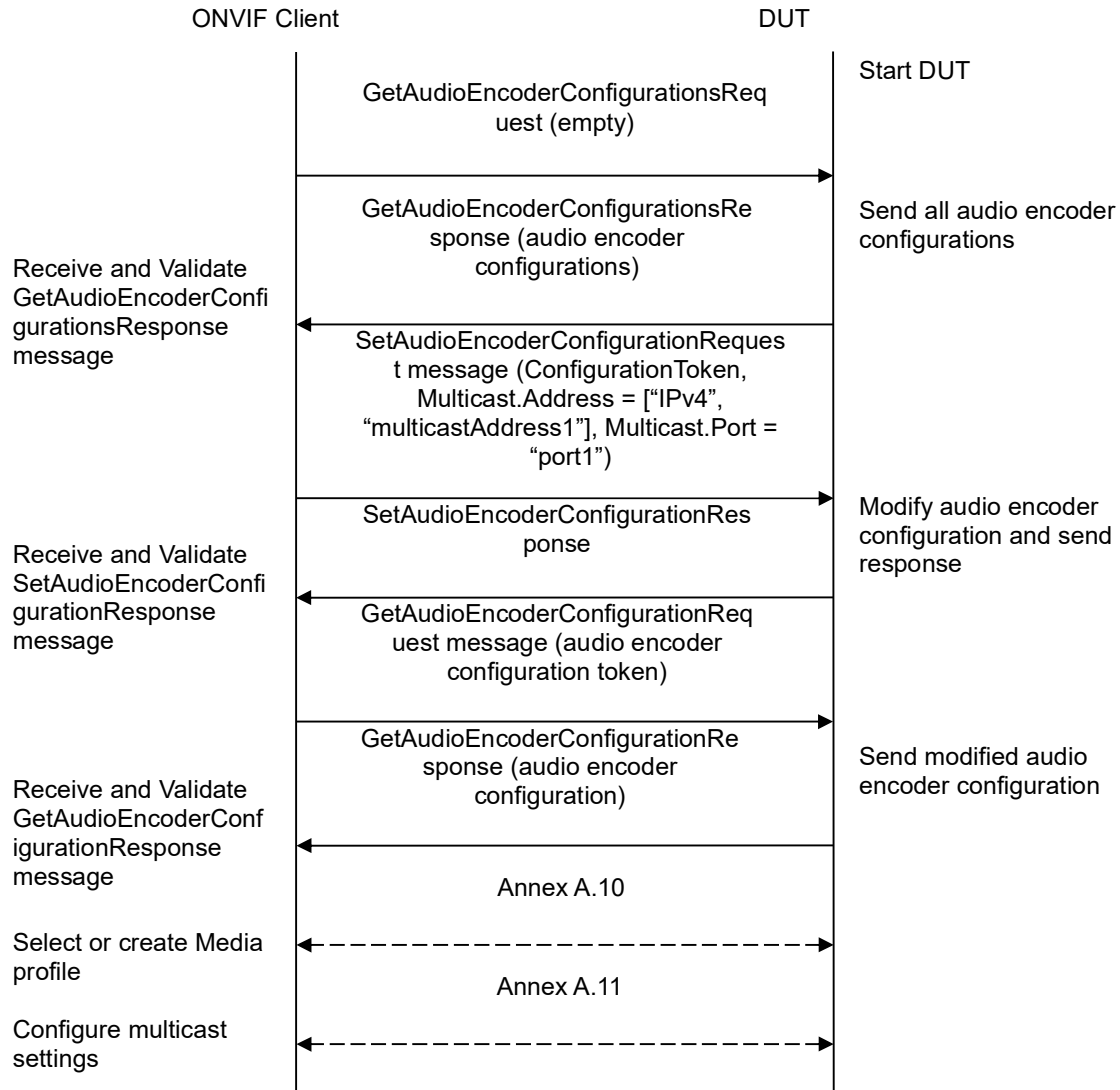 ONVIF Client
DUT
Start DUT
GetAudioEncoderConfigurationsReq
uest (empty)
GetAudioEncoderConfigurationsRe
sponse (audio encoder
configurations)
Send all audio encoder
configurations
Receive and Validate
GetAudioEncoderConfi
gurationsResponse
message
SetAudioEncoderConfigurationReques
t message (ConfigurationToken,
Multicast.Address = [“IPv4”,
“multicastAddress1”], Multicast.Port =
“port1”)
SetAudioEncoderConfigurationRes
ponse
Modify audio encoder
configuration and send
response
Receive and Validate
SetAudioEncoderConfi
gurationResponse
message
GetAudioEncoderConfigurationReq
uest message (audio encoder
configuration token)
GetAudioEncoderConfigurationRe
sponse (audio encoder
configuration)
Send modified audio
encoder configuration
Receive and Validate
GetAudioEncoderConf
igurationResponse
message
Annex A.10
Select or create Media
profile
Annex A.11
Configure multicast
settings